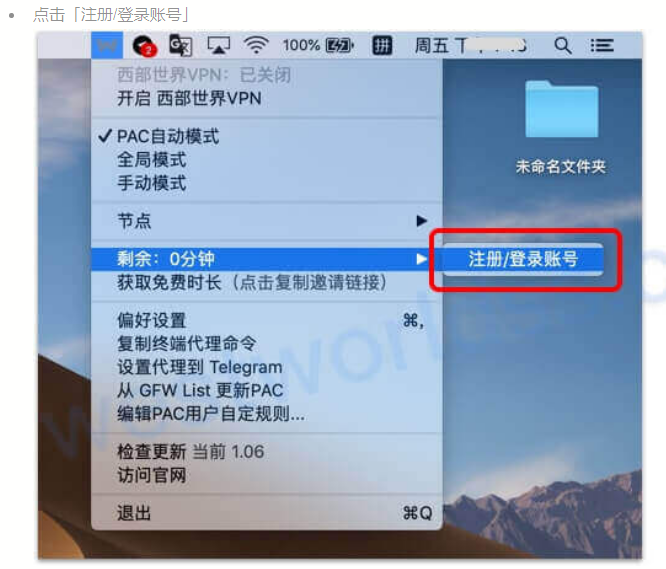 点击「注册/登录账号」
2
100%
拼
周五
西部世界VPN：已关闭
开启 西部世界VPN
✓ PAC自动模式
全局模式
手动模式
未命名文件夹
节点
剩余：0分钟
注册/登录账号
获取免费时长（点击复制邀请链接）
偏好设置 ⌘,
复制终端代理命令
设置代理到 Telegram
从 GFW List 更新PAC
编辑PAC用户自定规则...
检查更新 当前 1.06
访问官网
退出 ⌘Q